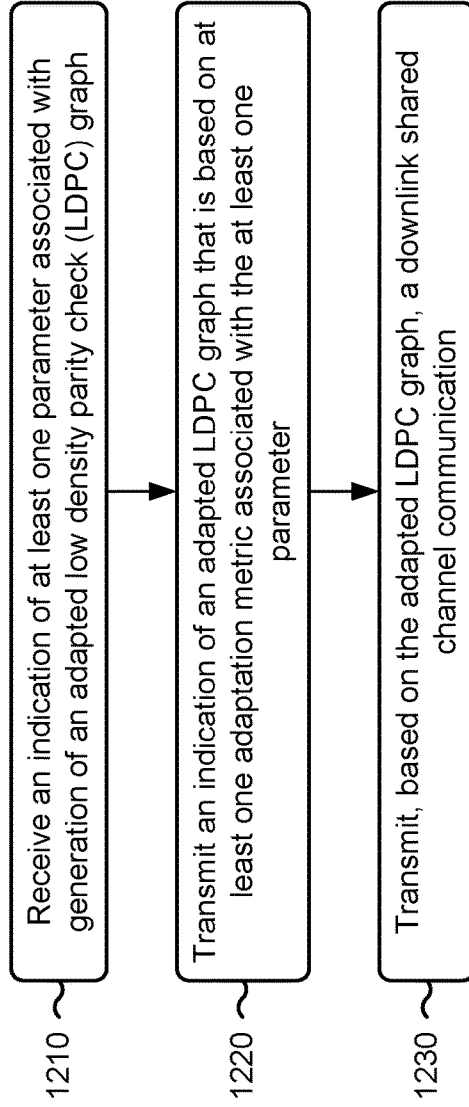 1210
Receive an indication of at least one parameter associated with
generation of an adapted low density parity check (LDPC) graph
1220
Transmit an indication of an adapted LDPC graph that is based on at
least one adaptation metric associated with the at least one
parameter
1230
Transmit, based on the adapted LDPC graph, a downlink shared
channel communication